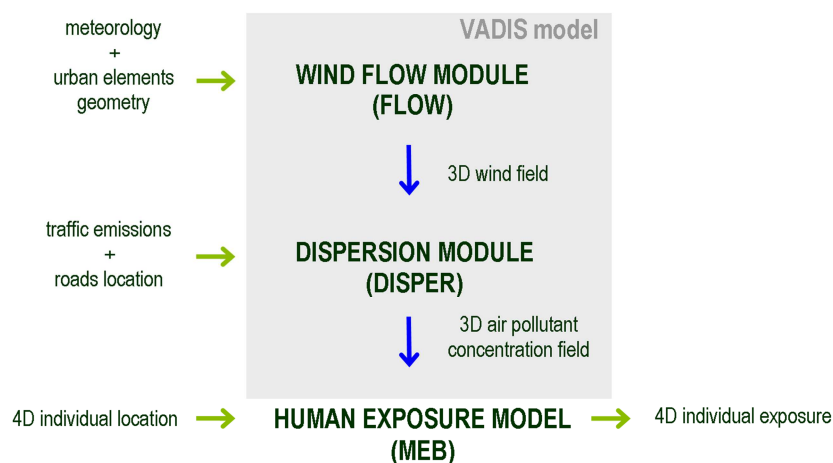 VADIS model
meteorology
+
urban elements
geometry
WIND FLOW MODULE
(FLOW)
3D wind field
traffic emissions
+
roads location
DISPERSION MODULE
(DISPER)
3D air pollutant
concentration field
4D individual location
HUMAN EXPOSURE MODEL
(MEB)
4D individual exposure